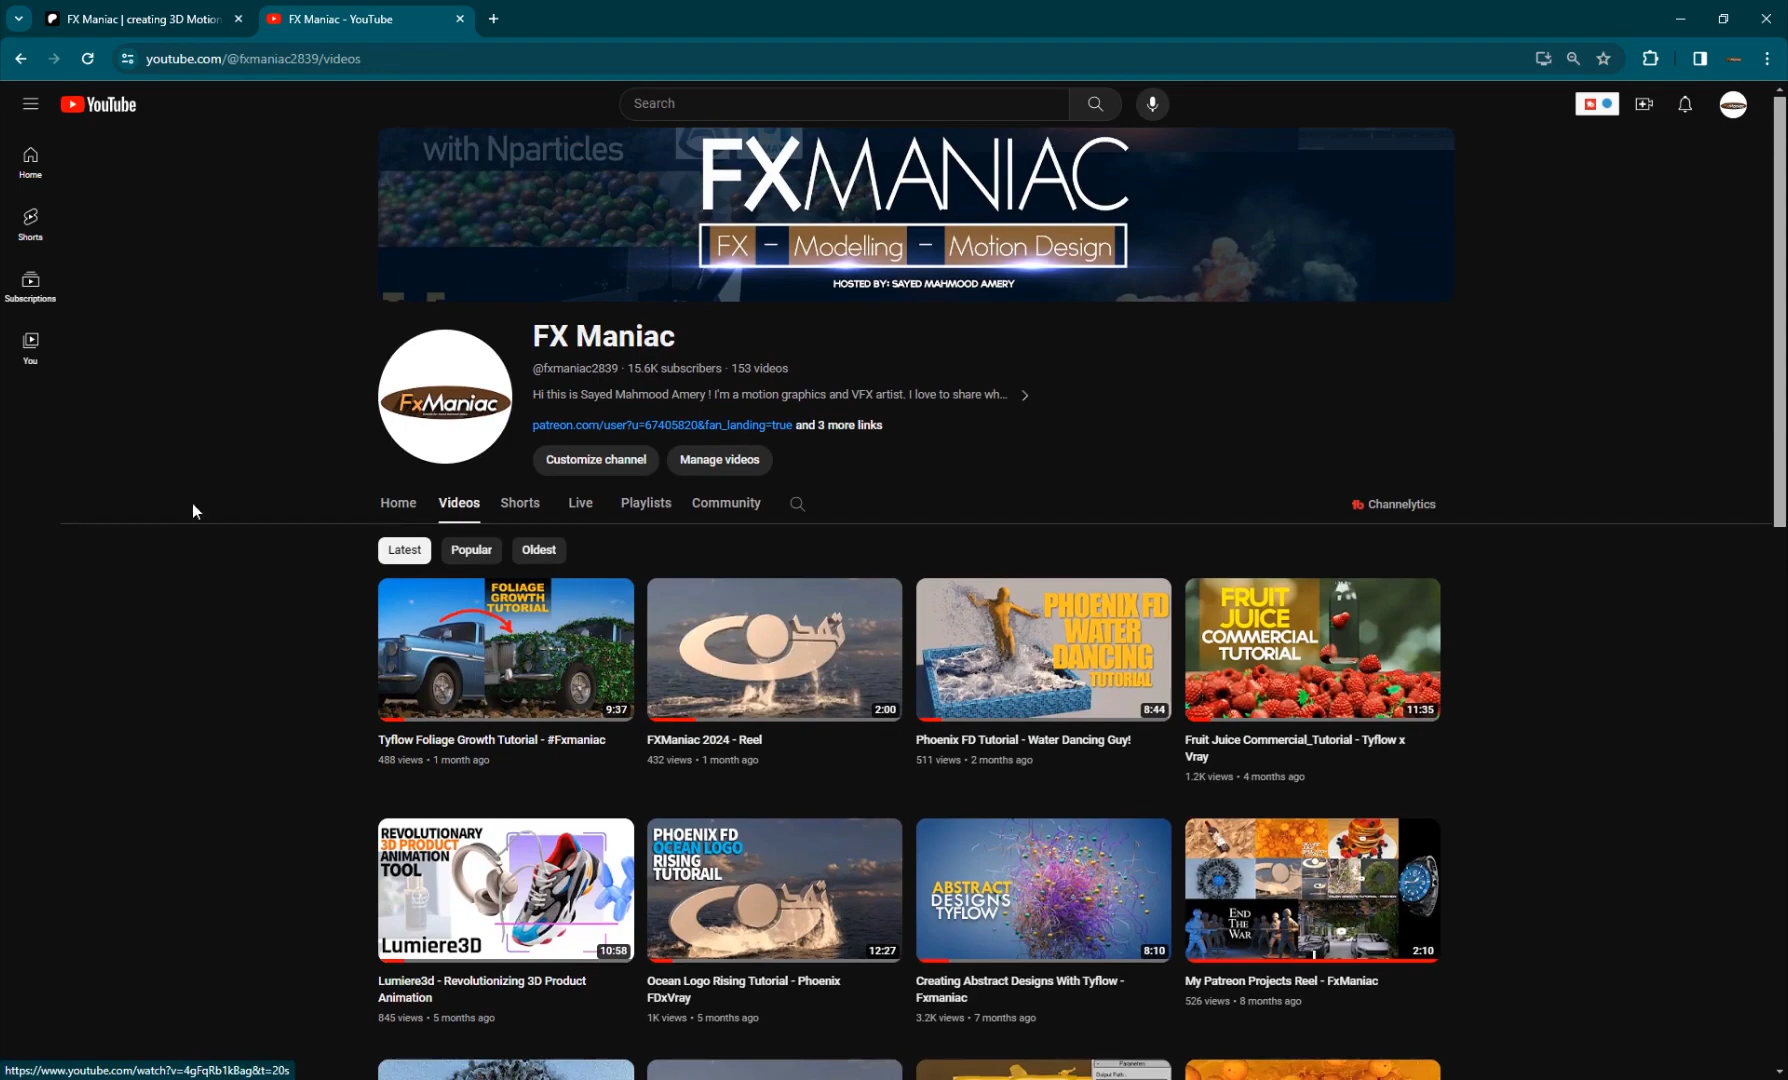 FX Maniac | creating 3D Motion
FX Maniac - YouTube
youtube.com/@fxmaniac2839/videos
YouTube
Search
Home
Shorts
Subscriptions
You
with Nparticles
FXMANIAC
FX - Modelling - Motion Design
HOSTED BY: SAYED MAHMOOD AMERY
FxManiac
FX Maniac
@fxmaniac2839 · 15.6K subscribers · 153 videos
Hi this is Sayed Mahmood Amery ! I'm a motion graphics and VFX artist. I love to share wh...
patreon.com/user?u=67405820&fan_landing=true and 3 more links
Customize channel
Manage videos
Home
Videos
Shorts
Live
Playlists
Community
Channelytics
Latest
Popular
Oldest
FOLIAGE
GROWTH
TUTORIAL
9:37
2:00
PHOENIX FD
WATER
DANCING
TUTORIAL
8:44
FRUIT
JUICE
COMMERCIAL
TUTORIAL
11:35
Tyflow Foliage Growth Tutorial - #Fxmaniac
488 views • 1 month ago
FXManiac 2024 - Reel
432 views • 1 month ago
Phoenix FD Tutorial - Water Dancing Guy!
511 views • 2 months ago
Fruit Juice Commercial_Tutorial - Tyflow x
Vray
1.2K views • 4 months ago
REVOLUTIONARY
3D PRODUCT
ANIMATION
TOOL
Lumiere3D
10:58
PHOENIX FD
OCEAN LOGO
RISING
TUTORAIL
12:27
ABSTRACT
DESIGNS
TYFLOW
8:10
END
THE
WAR
2:10
Lumiere3d - Revolutionizing 3D Product
Animation
845 views • 5 months ago
Ocean Logo Rising Tutorial - Phoenix
FDxVray
1K views • 5 months ago
Creating Abstract Designs With Tyflow -
Fxmaniac
3.2K views • 7 months ago
My Patreon Projects Reel - FxManiac
526 views • 8 months ago
Parameters
Output Path:
https://www.youtube.com/watch?v=4gFqRb1kBag&t=20s